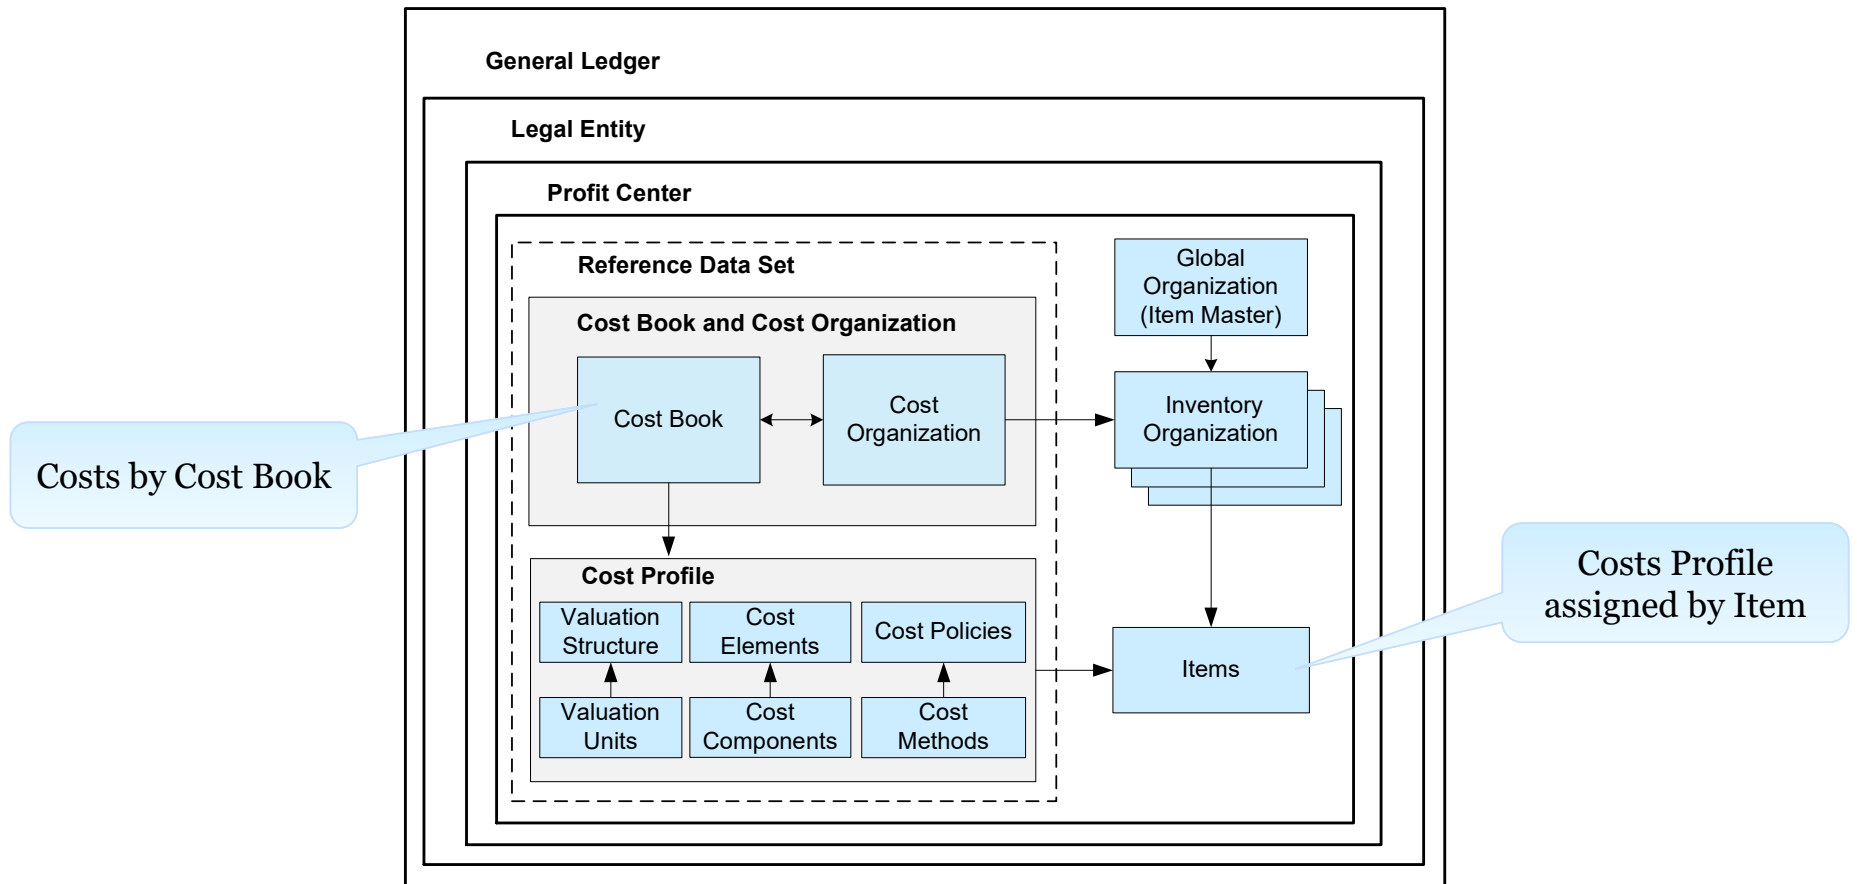 General Ledger
Legal Entity
Profit Center
Reference Data Set
Cost Book and Cost Organization
Cost Book
Cost
Organization
Global
Organization
(Item Master)
Inventory
Organization
Costs by Cost Book
Cost Profile
Valuation
Structure
Cost
Elements
Cost Policies
Valuation
Units
Cost
Components
Cost
Methods
Items
Costs Profile
assigned by Item